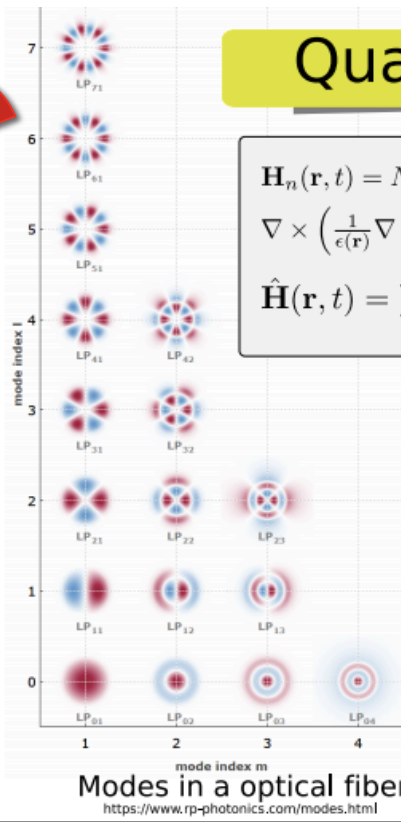 Qua
H_n(r, t) = N
∇ × (1/ϵ(r) ∇
Ĥ(r, t) =
mode index l
7
LP₇₁
6
LP₆₁
5
LP₅₁
4
LP₄₁ LP₄₂
3
LP₃₁ LP₃₂
2
LP₂₁ LP₂₂ LP₂₃
1
LP₁₁ LP₁₂ LP₁₃
0
LP₀₁ LP₀₂ LP₀₃ LP₀₄
1 2 3 4
mode index m
Modes in a optical fiber
https://www.rp-photonics.com/modes.html